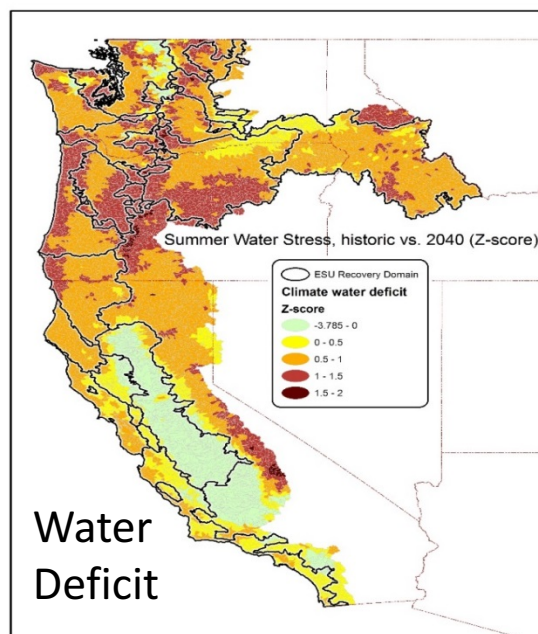 Summer Water Stress, historic vs. 2040 (Z-score)
ESU Recovery Domain
Climate water deficit
Z-score
-3.785 - 0
0 - 0.5
0.5 - 1
1 - 1.5
1.5 - 2
Water
Deficit